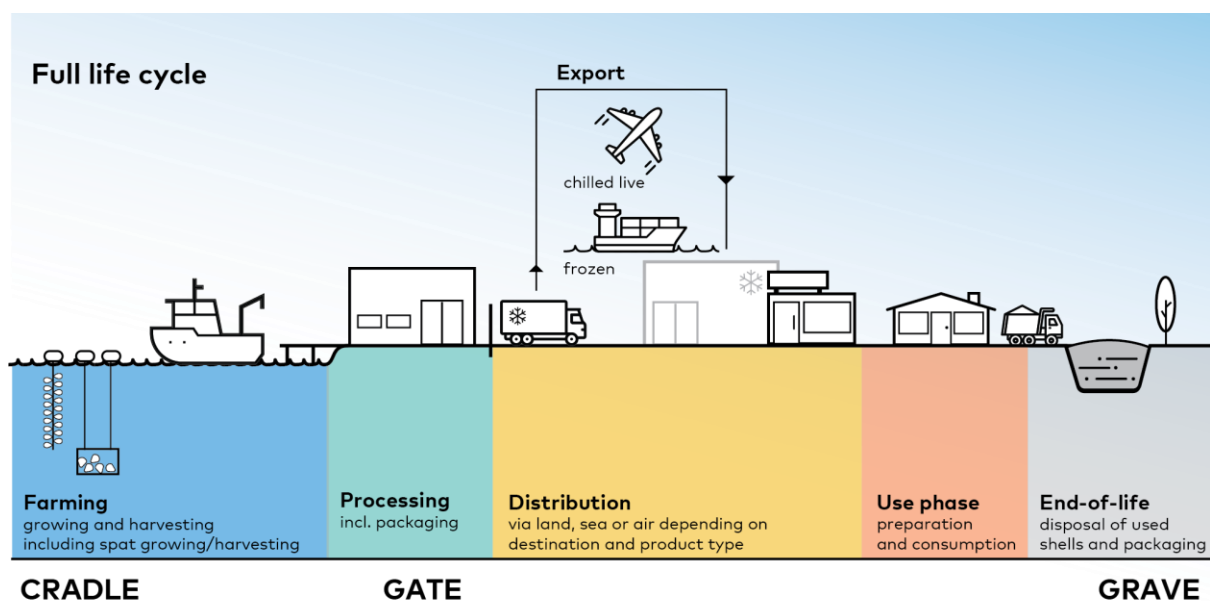 Full life cycle
Export
chilled live
frozen
Farming
growing and harvesting
including spat growing/harvesting
Processing
incl. packaging
Distribution
via land, sea or air depending on
destination and product type
Use phase
preparation
and consumption
End-of-life
disposal of used
shells and packaging
CRADLE
GATE
GRAVE